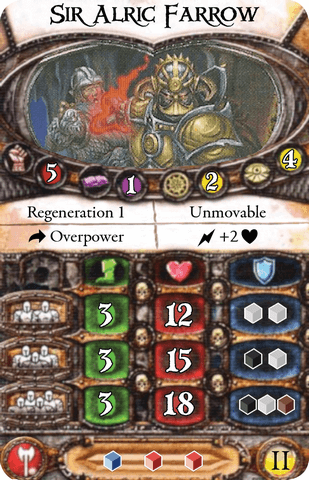 Sir Alric Farrow
5
1
2
4
Regeneration 1 Unmovable
Overpower +2
3 12
3 15
3 18
II